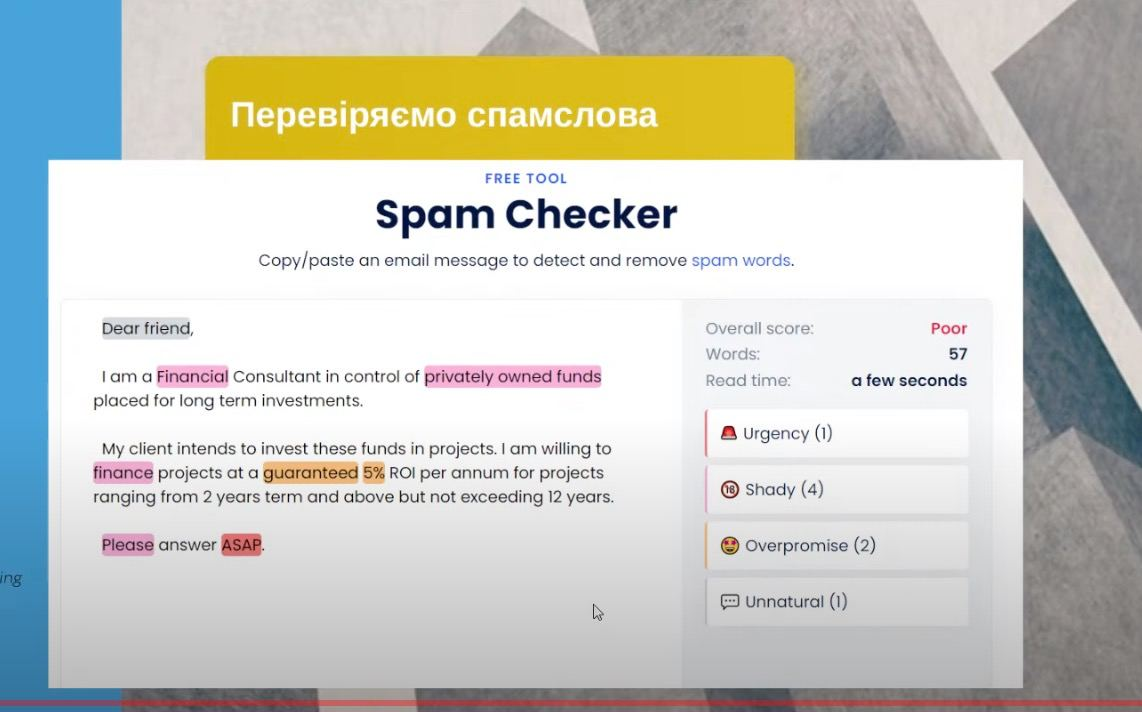 Перевіряємо спамслова
FREE TOOL
Spam Checker
Copy/paste an email message to detect and remove spam words.
Dear friend,
I am a Financial Consultant in control of privately owned funds
placed for long term investments.
My client intends to invest these funds in projects. I am willing to
finance projects at a guaranteed 5% ROI per annum for projects
ranging from 2 years term and above but not exceeding 12 years.
Please answer ASAP.
Overall score: Poor
Words: 57
Read time: a few seconds
Urgency (1)
Shady (4)
Overpromise (2)
Unnatural (1)
ing